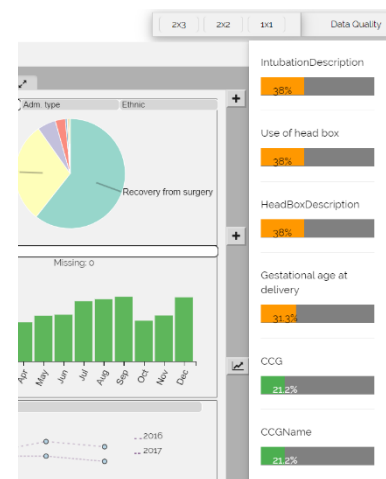 2x3 2x2 1x1 Data Quality
Adm. type Ethnic
Recovery from surgery
Missing: 0
Apr May Jun Jul Aug Sep Oct Nov Dec
2016
2017
IntubationDescription
38%
Use of head box
38%
HeadBoxDescription
38%
Gestational age at
delivery
31.3%
CCG
21.2%
CCGName
21.2%